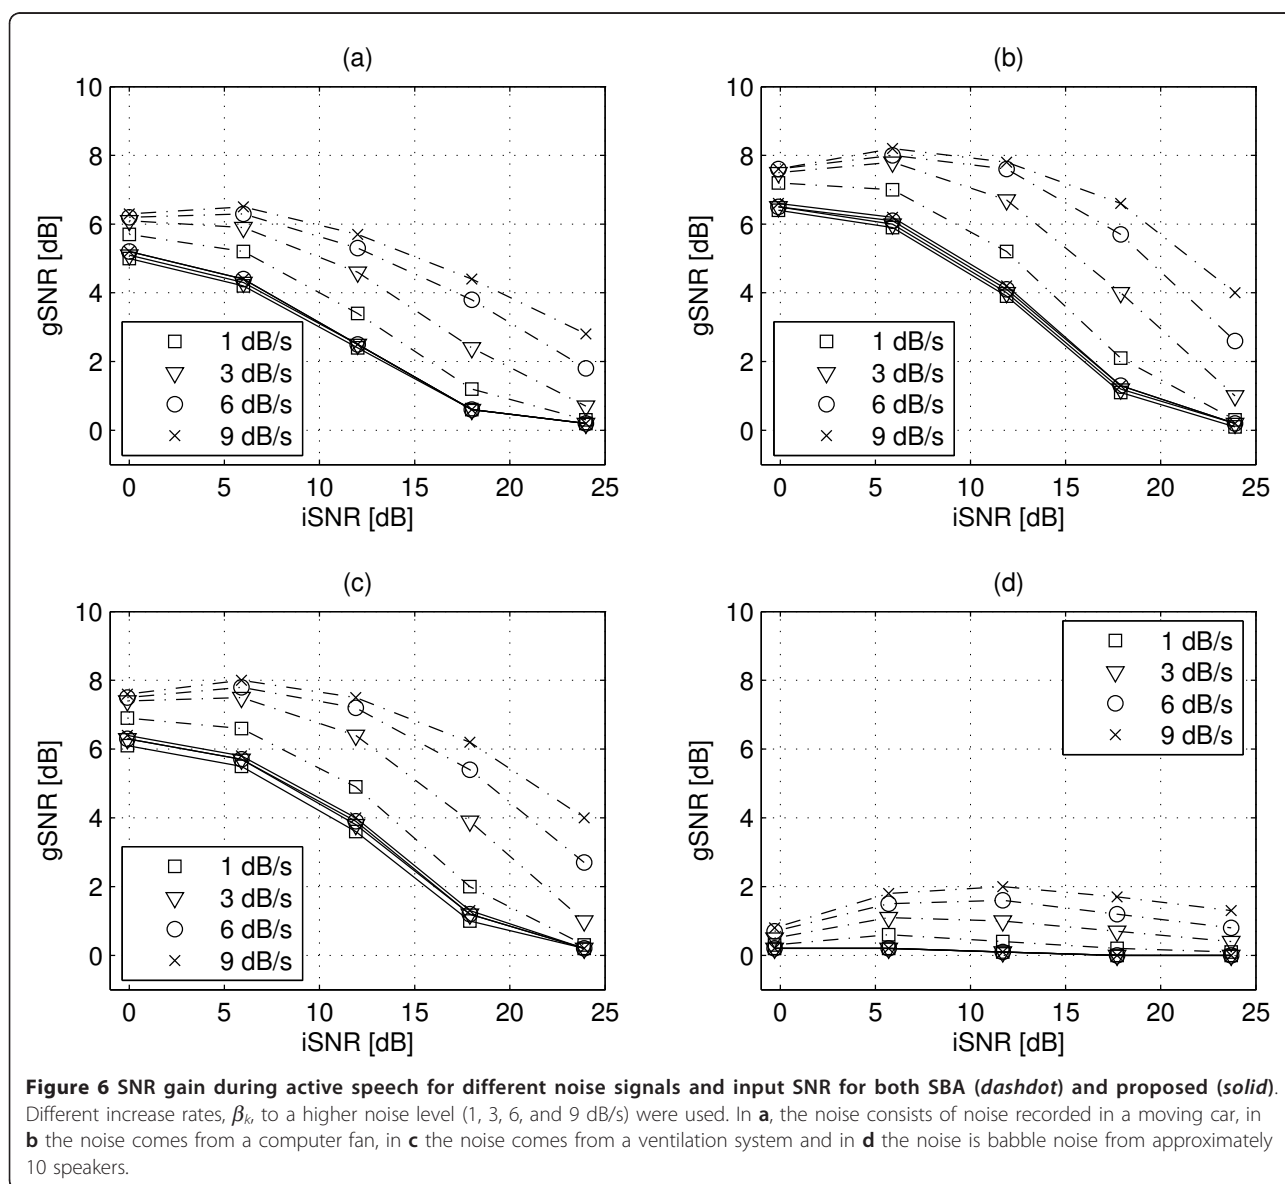 (a)
10
8
6
4
2
0
gSNR [dB]
1 dB/s
3 dB/s
6 dB/s
9 dB/s
0 5 10 15 20 25
iSNR [dB]
(b)
10
8
6
4
2
0
gSNR [dB]
1 dB/s
3 dB/s
6 dB/s
9 dB/s
0 5 10 15 20 25
iSNR [dB]
(c)
10
8
6
4
2
0
gSNR [dB]
1 dB/s
3 dB/s
6 dB/s
9 dB/s
0 5 10 15 20 25
iSNR [dB]
(d)
10
8
6
4
2
0
gSNR [dB]
1 dB/s
3 dB/s
6 dB/s
9 dB/s
0 5 10 15 20 25
iSNR [dB]
Figure 6 SNR gain during active speech for different noise signals and input SNR for both SBA (dashdot) and proposed (solid).
Different increase rates, βk, to a higher noise level (1, 3, 6, and 9 dB/s) were used. In a, the noise consists of noise recorded in a moving car, in
b the noise comes from a computer fan, in c the noise comes from a ventilation system and in d the noise is babble noise from approximately
10 speakers.